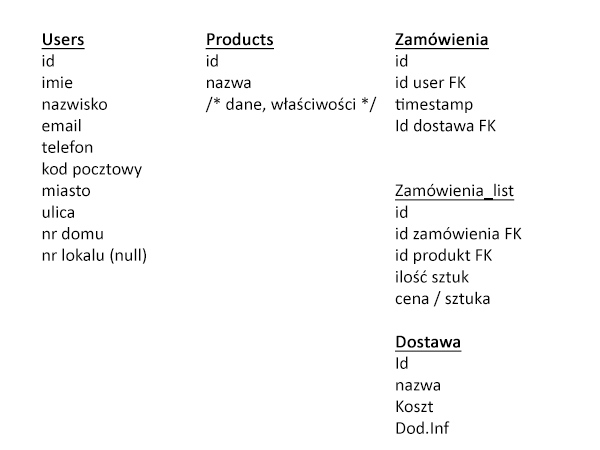 Users
id
imie
nazwisko
email
telefon
kod pocztowy
miasto
ulica
nr domu
nr lokalu (null)
Products
id
nazwa
/* dane, właściwości */
Zamówienia
id
id user FK
timestamp
Id dostawa FK
Zamówienia_list
id
id zamówienia FK
id produkt FK
ilość sztuk
cena / sztuka
Dostawa
Id
nazwa
Koszt
Dod.Inf